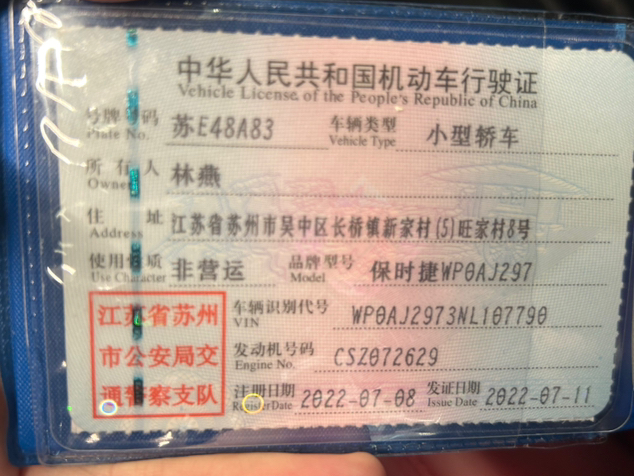 中华人民共和国机动车行驶证
Vehicle License of the People's Republic of China
号牌号码 Plate No. 苏E48A83 车辆类型 Vehicle Type 小型轿车
所有人 Owner 林燕
住址 Address 江苏省苏州市吴中区长桥镇新家村(5)旺家村8号
使用性质 Use Character 非营运 品牌型号 Model 保时捷WP0AJ297
江苏省苏州 车辆识别代号 VIN WP0AJ2973NL107790
市公安局交 发动机号码 Engine No. CSZ072629
通警察支队 注册日期 Register Date 2022-07-08 发证日期 Issue Date 2022-07-11